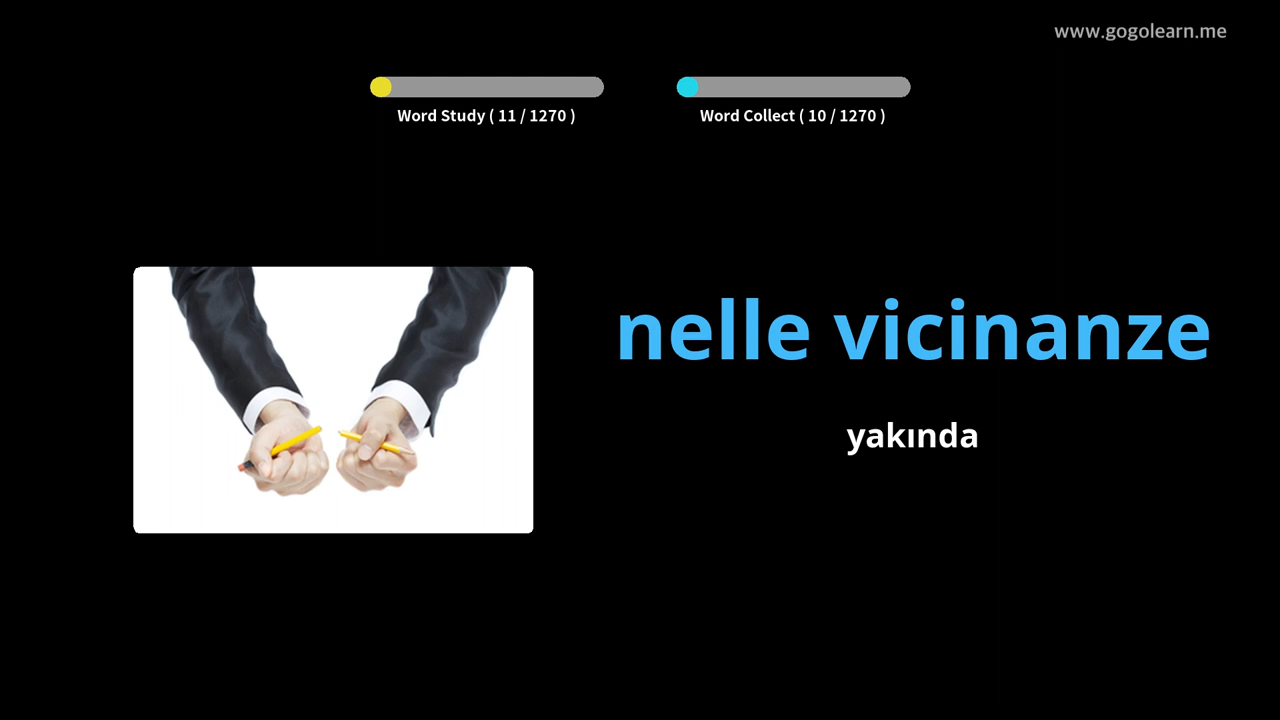 www.gogolearn.me
Word Study ( 11 / 1270 )
Word Collect ( 10 / 1270 )
nelle vicinanze
yakında